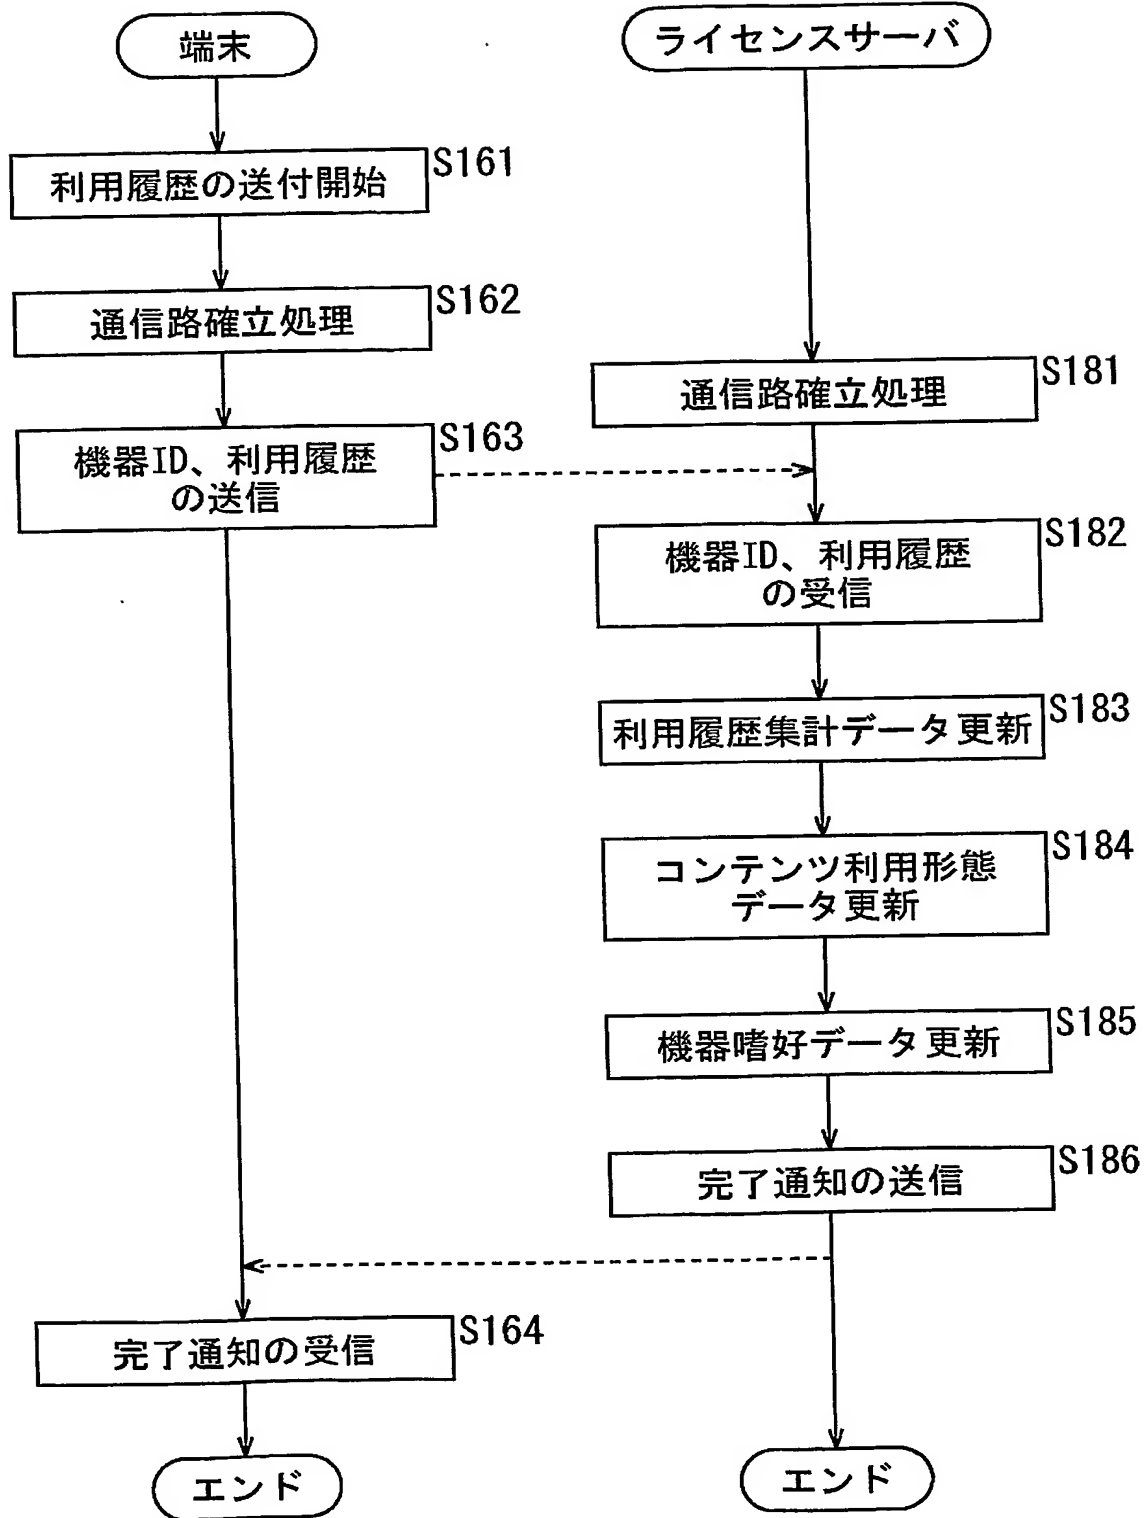 端末
ライセンスサーバ
利用履歴の送付開始
S161
通信路確立処理
S162
通信路確立処理
S181
機器ID、利用履歴
の送信
S163
機器ID、利用履歴
の受信
S182
利用履歴集計データ更新
S183
コンテンツ利用形態
データ更新
S184
機器嗜好データ更新
S185
完了通知の送信
S186
完了通知の受信
S164
エンド
エンド